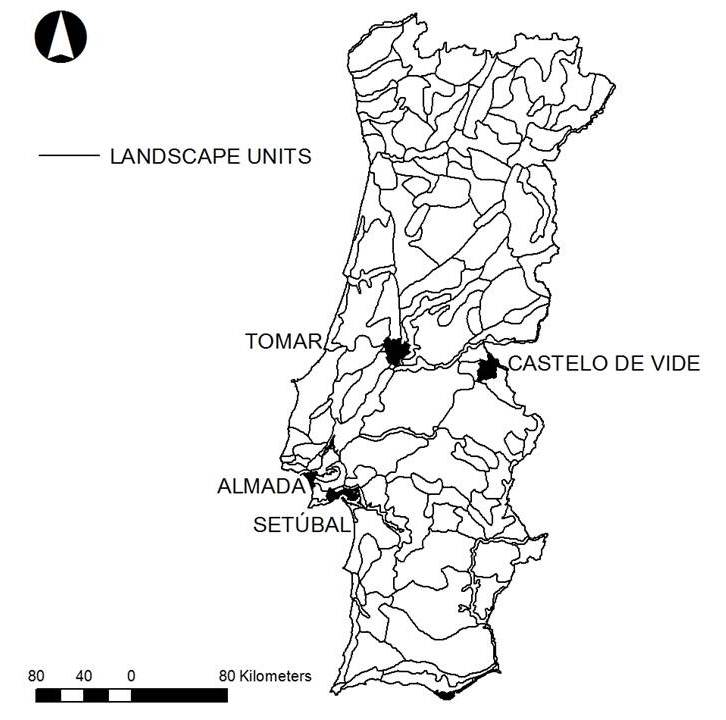 LANDSCAPE UNITS
TOMAR
CASTELO DE VIDE
ALMADA
SETÚBAL
80 40 0 80 Kilometers